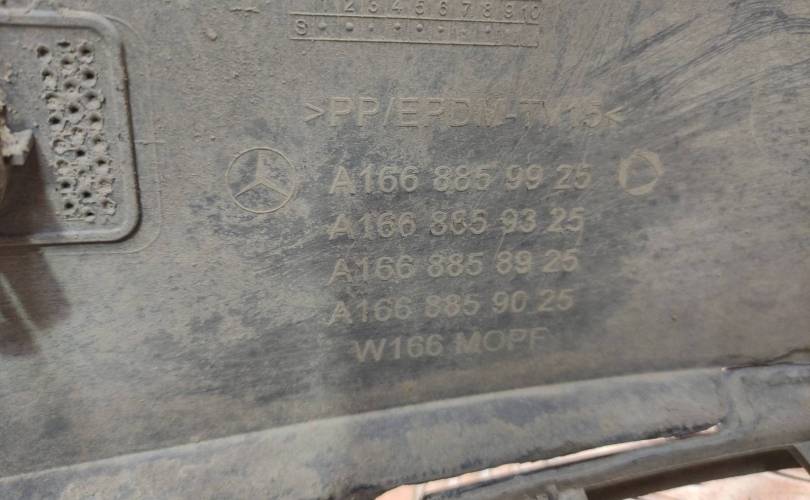 1 2 3 4 5 6 7 8 9 10
S
>PP/EPDM-TV15<
A166 885 99 25
A166 885 93 25
A166 885 89 25
A166 885 90 25
W166 MOPF